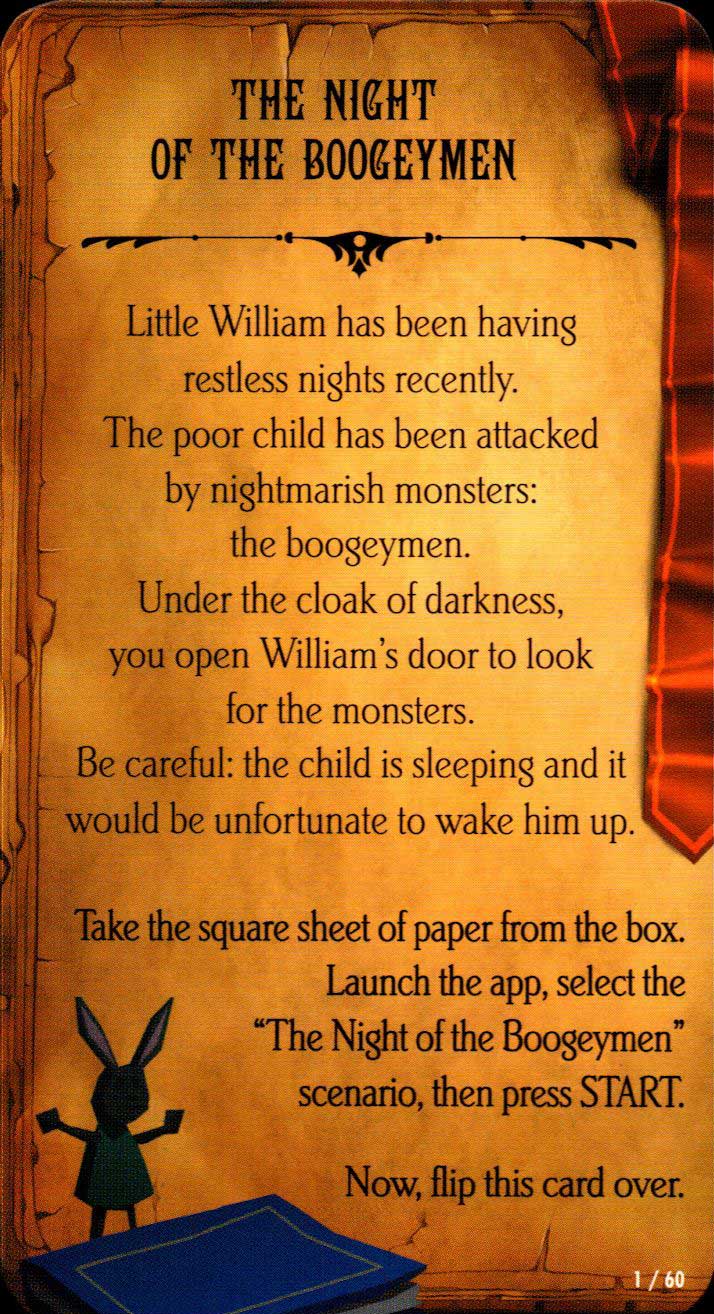 THE NIGHT
OF THE BOOGEYMEN
Little William has been having
restless nights recently.
The poor child has been attacked
by nightmarish monsters:
the boogeymen.
Under the cloak of darkness,
you open William's door to look
for the monsters.
Be careful: the child is sleeping and it
would be unfortunate to wake him up.
Take the square sheet of paper from the box.
Launch the app, select the
“The Night of the Boogeymen”
scenario, then press START.
Now, flip this card over.
1 / 60